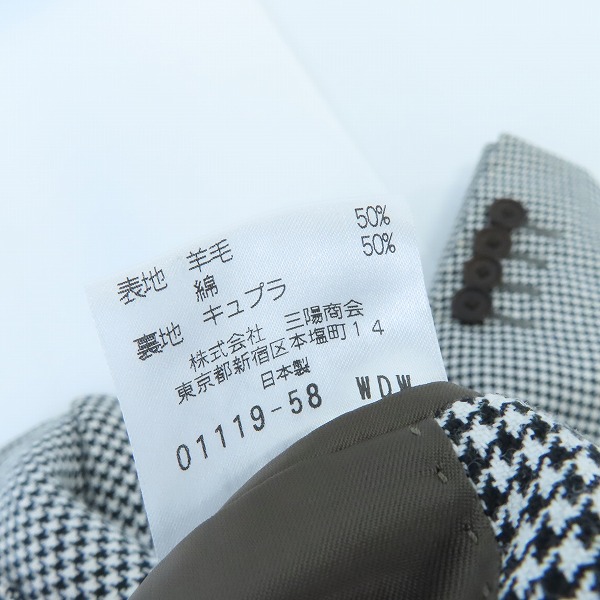 表地 羊毛 50%
綿 50%
裏地 キュプラ
株式会社 三陽商会
東京都新宿区本塩町14
日本製
01119-58 WDW